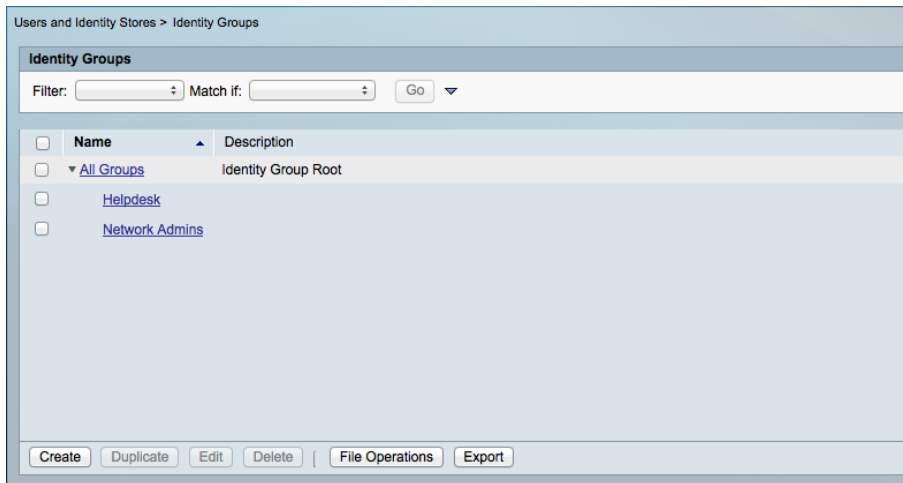 Users and Identity Stores > Identity Groups
Identity Groups
Filter: Match if: Go
Name Description
All Groups Identity Group Root
Helpdesk
Network Admins
Create Duplicate Edit Delete | File Operations Export